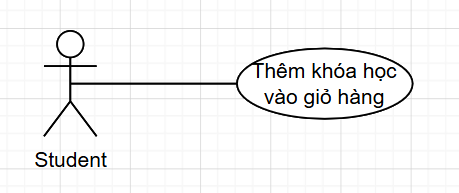 Thêm khóa học
vào giỏ hàng
Student